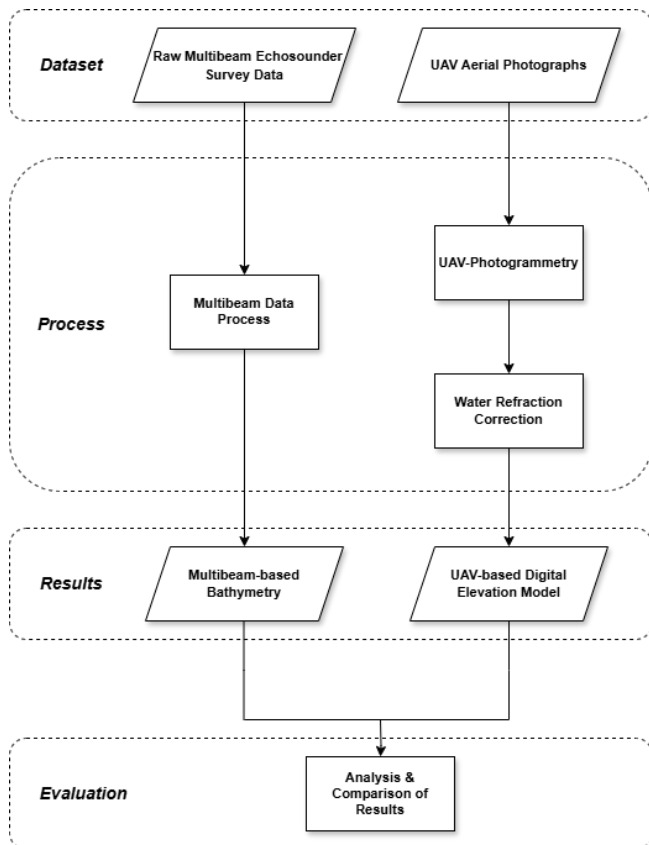 Dataset
Raw Multibeam Echosounder
Survey Data
UAV Aerial Photographs
Process
UAV-Photogrammetry
Multibeam Data
Process
Water Refraction
Correction
Results
Multibeam-based
Bathymetry
UAV-based Digital
Elevation Model
Evaluation
Analysis &
Comparison of
Results